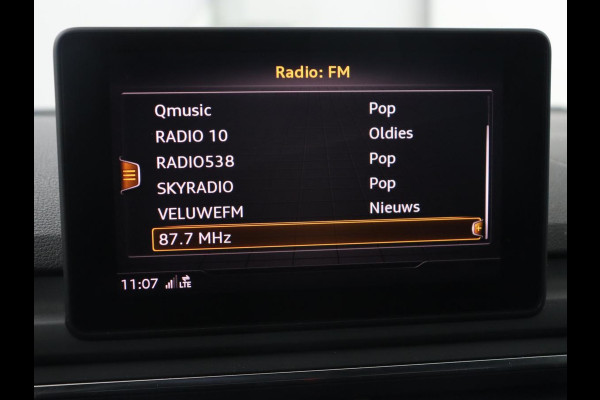 Radio: FM
Qmusic Pop
RADIO 10 Oldies
RADIO538 Pop
SKYRADIO Pop
VELUWEFM Nieuws
87.7 MHz
11:07 LTE